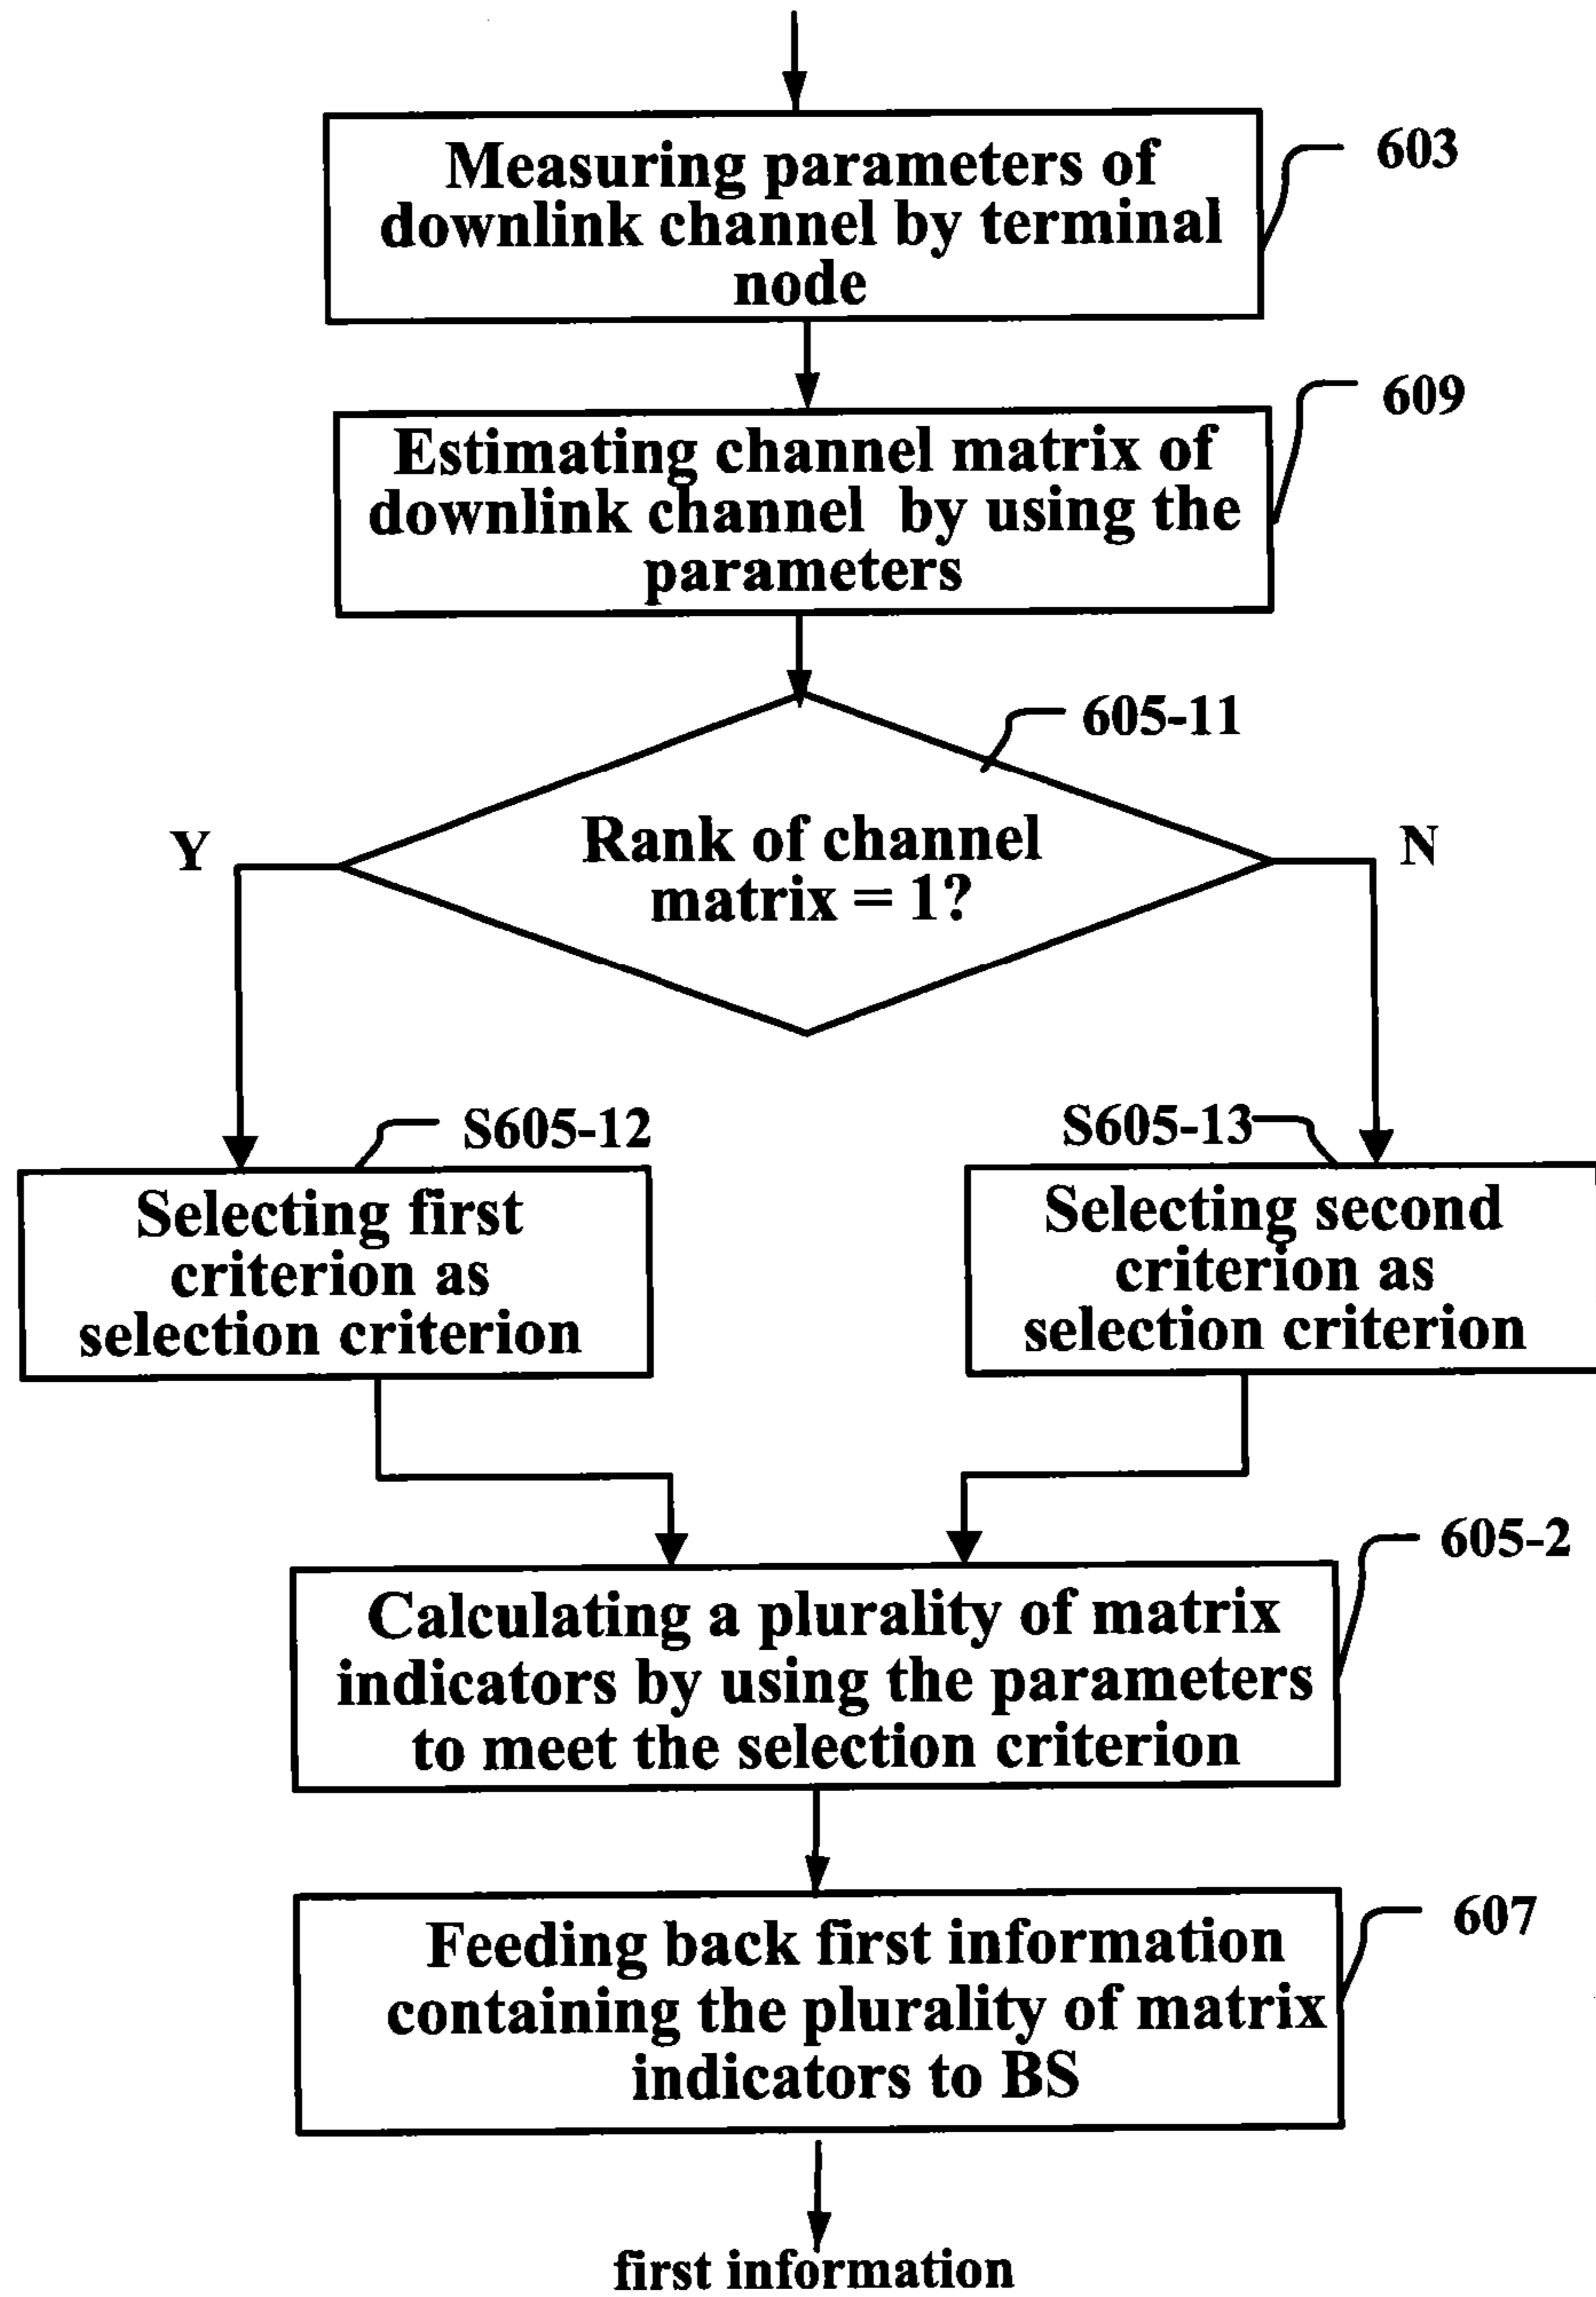 Measuring parameters of
downlink channel by terminal
node
603
Estimating channel matrix of
downlink channel by using the
parameters
609
605-11
Rank of channel
matrix = 1?
Y
N
S605-12
Selecting first
criterion as
selection criterion
S605-13
Selecting second
criterion as
selection criterion
605-2
Calculating a plurality of matrix
indicators by using the parameters
to meet the selection criterion
607
Feeding back first information
containing the plurality of matrix
indicators to BS
first information